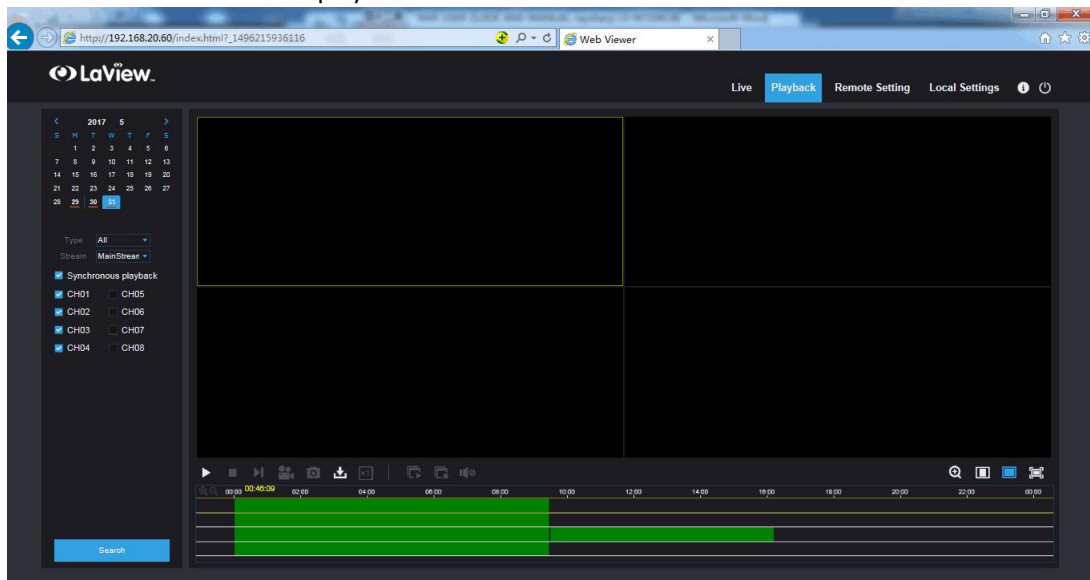 play
http://192.168.20.60/index.html?_1496215936116
Web Viewer
LaView
Live Playback Remote Setting Local Settings
2017 5
S M T W T F S
1 2 3 4 5 6
7 8 9 10 11 12 13
14 15 16 17 18 19 20
21 22 23 24 25 26 27
28 29 30 31
Type All
Stream MainStrear
Synchronous playback
CH01 CH05
CH02 CH06
CH03 CH07
CH04 CH08
00:00 00:46:09 02:00 04:00 06:00 08:00 10:00 12:00 14:00 16:00 18:00 20:00 22:00 00:00
Search